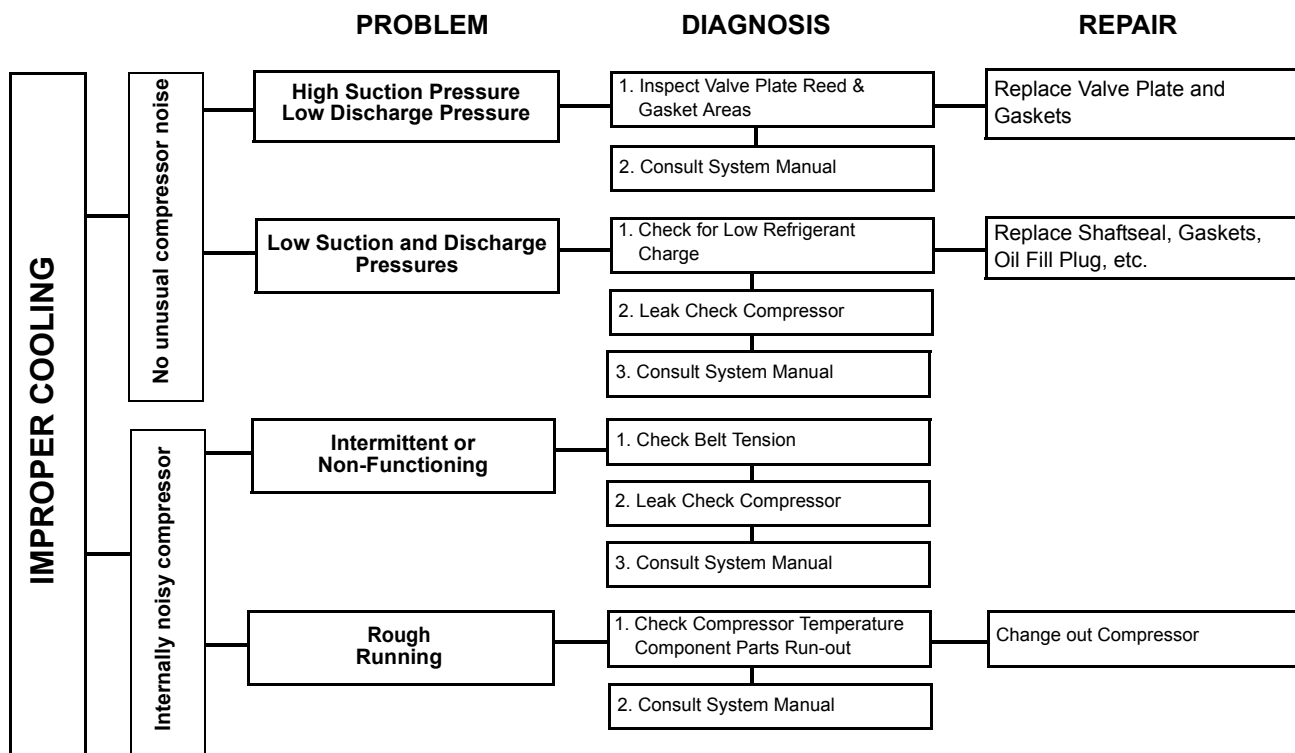 PROBLEM
DIAGNOSIS
REPAIR
IMPROPER COOLING
No unusual compressor noise
High Suction Pressure
Low Discharge Pressure
1. Inspect Valve Plate Reed &
Gasket Areas
Replace Valve Plate and
Gaskets
2. Consult System Manual
Low Suction and Discharge
Pressures
1. Check for Low Refrigerant
Charge
Replace Shaftseal, Gaskets,
Oil Fill Plug, etc.
2. Leak Check Compressor
3. Consult System Manual
Internally noisy compressor
Intermittent or
Non-Functioning
1. Check Belt Tension
2. Leak Check Compressor
3. Consult System Manual
Rough
Running
1. Check Compressor Temperature
Component Parts Run-out
Change out Compressor
2. Consult System Manual